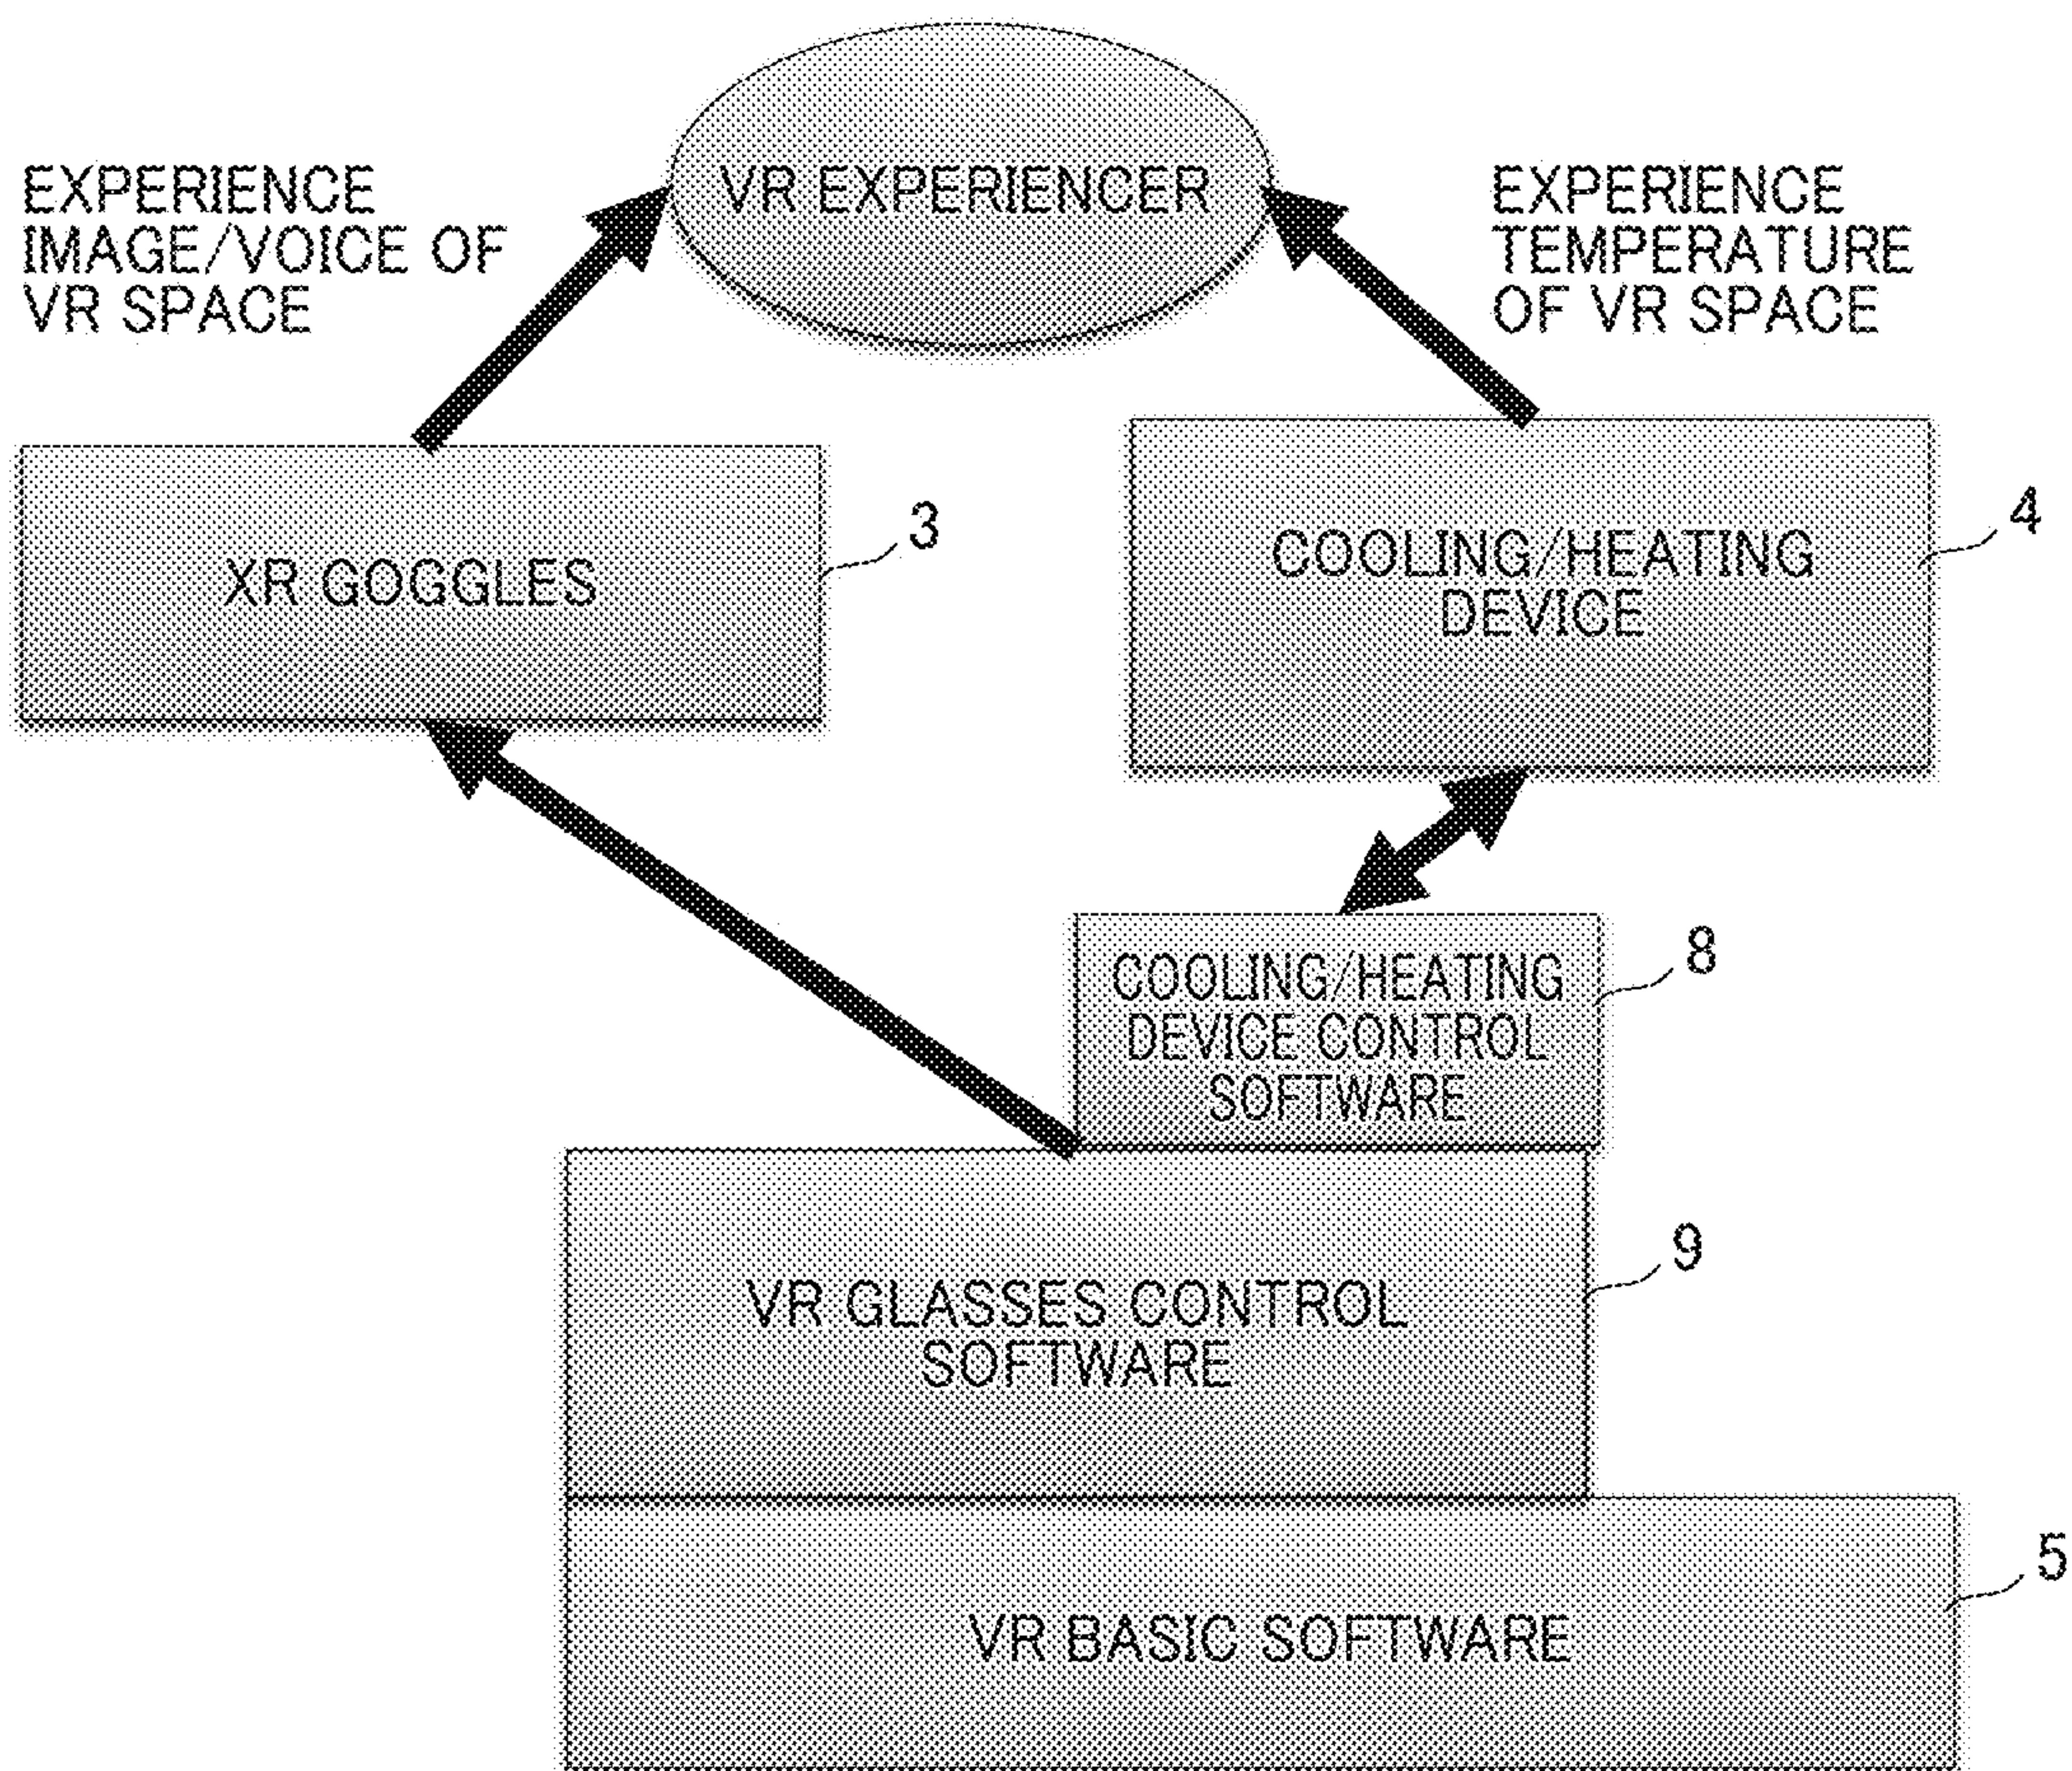 VR EXPERIENCER
EXPERIENCE
IMAGE/VOICE OF
VR SPACE
EXPERIENCE
TEMPERATURE
OF VR SPACE
XR GOGGLES
3
COOLING/HEATING
DEVICE
4
COOLING/HEATING
DEVICE CONTROL
SOFTWARE
8
VR GLASSES CONTROL
SOFTWARE
9
VR BASIC SOFTWARE
5